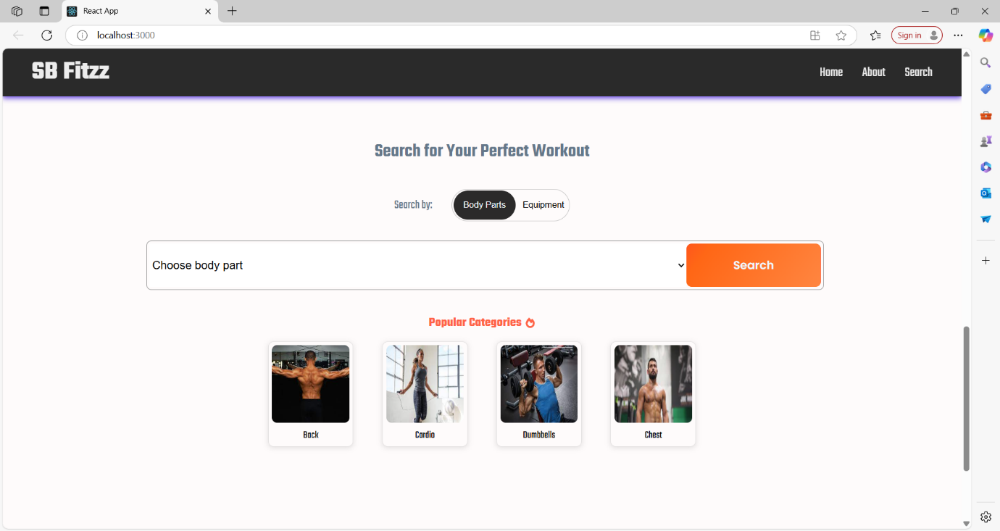 React App
localhost:3000
Sign in
SB Fitzz
Home About Search
Search for Your Perfect Workout
Search by: Body Parts Equipment
Choose body part Search
Popular Categories
Back Cardio Dumbbells Chest